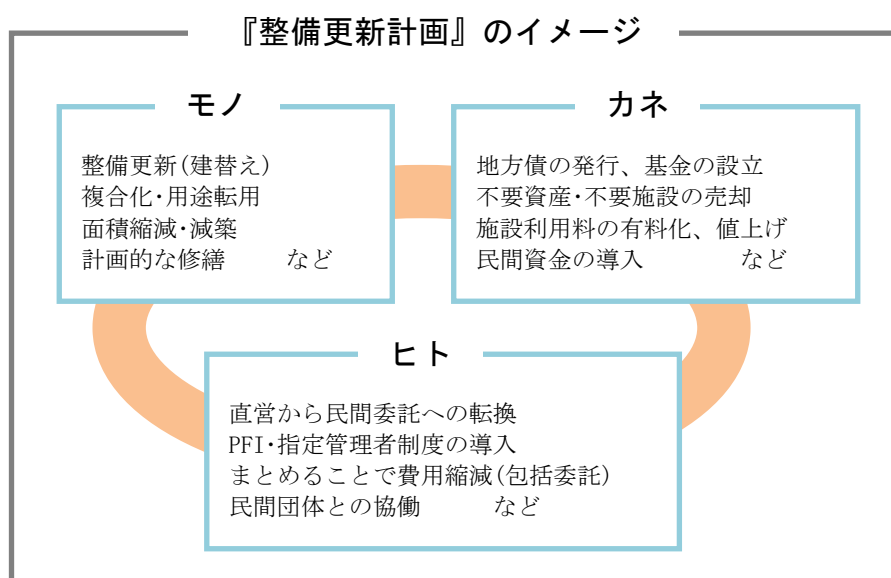 『整備更新計画』のイメージ
モノ
整備更新(建替え)
複合化・用途転用
面積縮減・減築
計画的な修繕　　　など
カネ
地方債の発行、基金の設立
不要資産・不要施設の売却
施設利用料の有料化、値上げ
民間資金の導入　　　　など
ヒト
直営から民間委託への転換
PFI・指定管理者制度の導入
まとめることで費用縮減(包括委託)
民間団体との協働　　　など